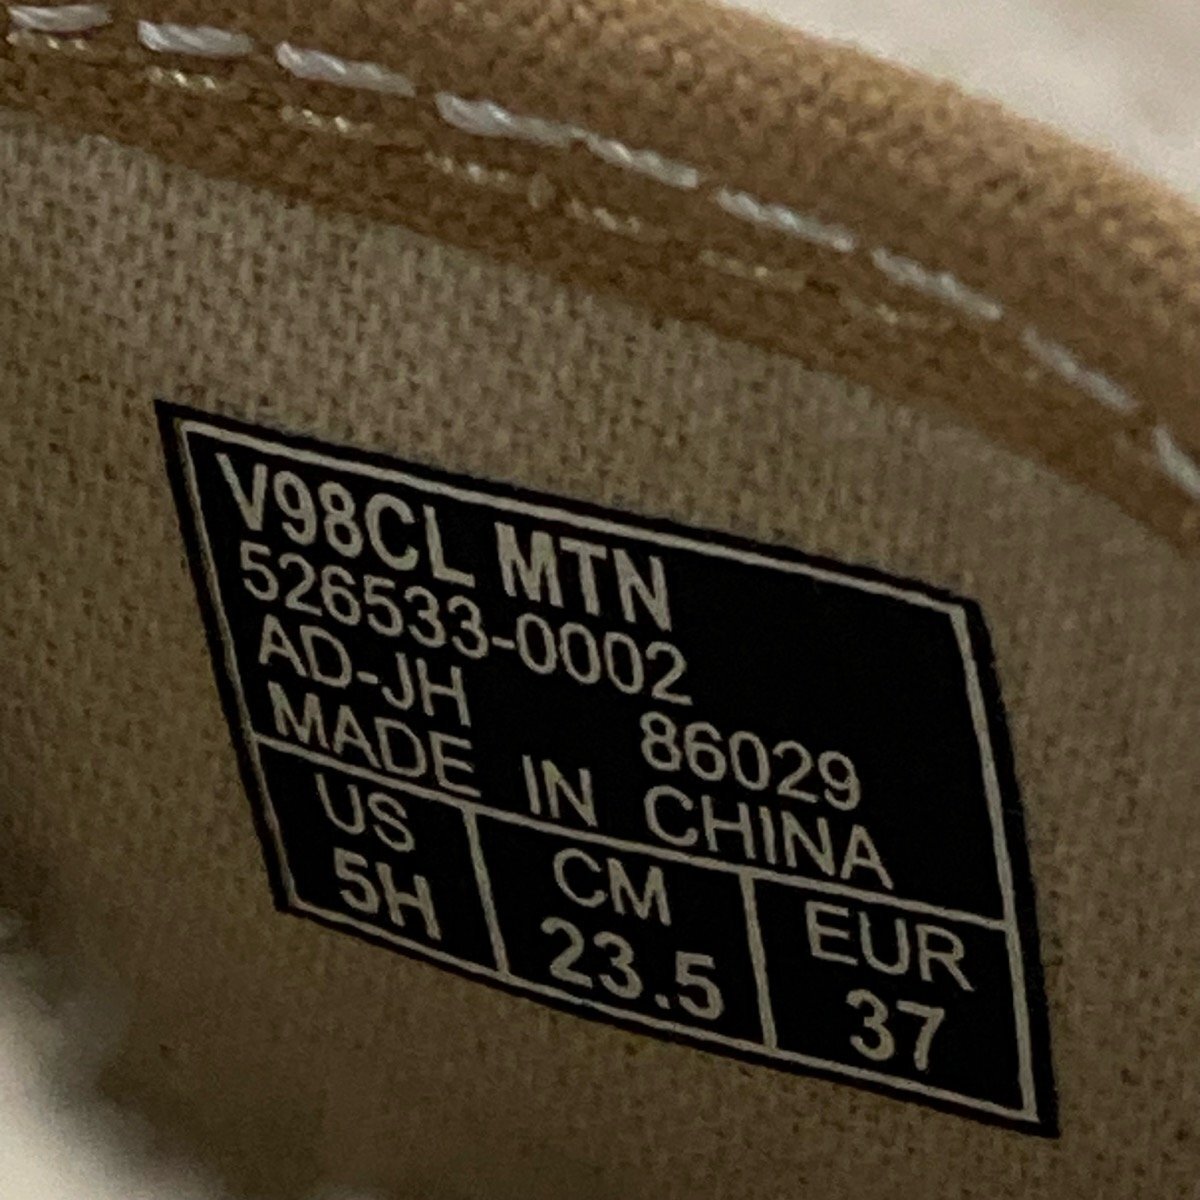 V98CL MTN
526533-0002
AD-JH 86029
MADE IN CHINA
US CM EUR
5H 23.5 37